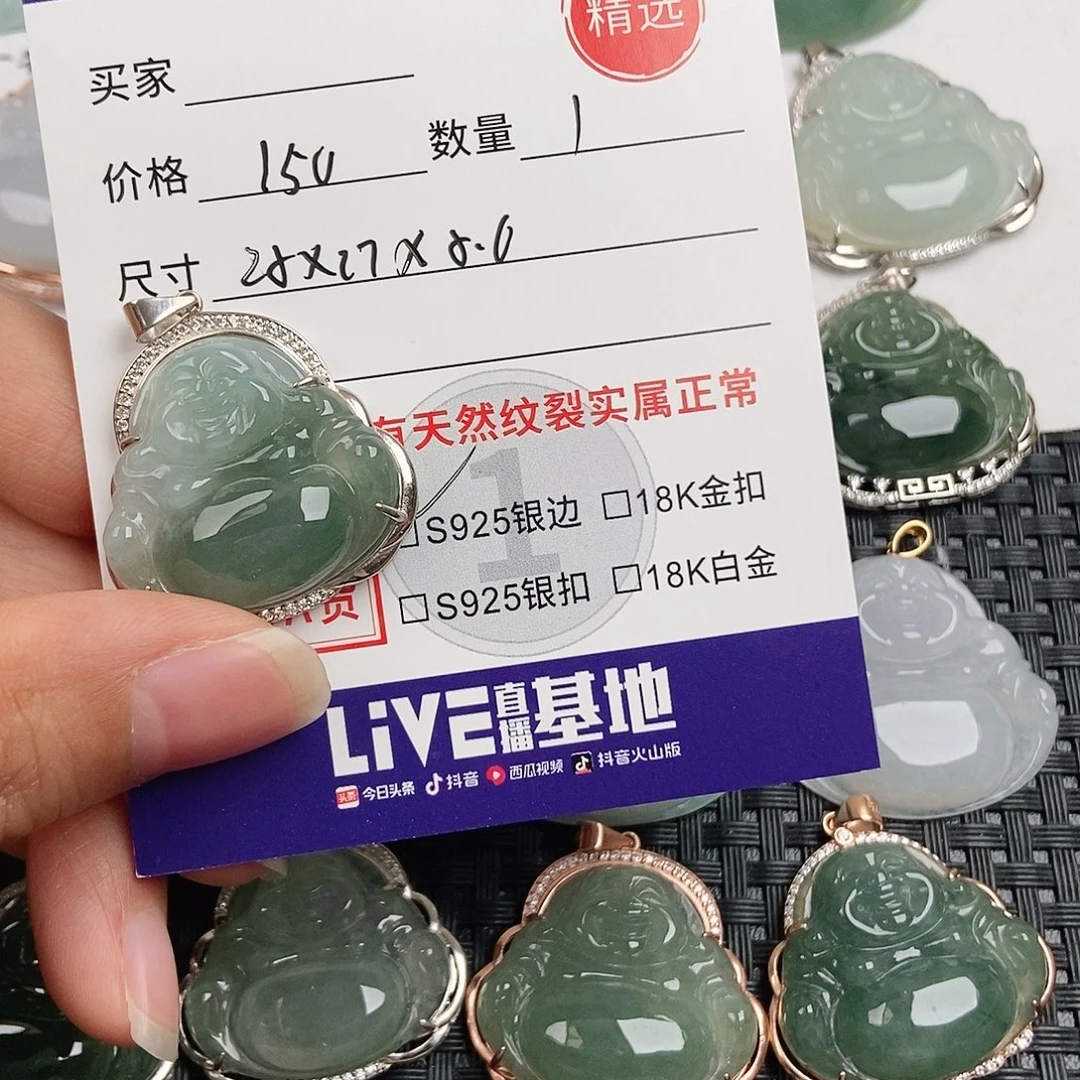 精选
买家
价格 150 数量 1
尺寸 28X27X8.0
有天然纹裂实属正常
S925银边 □18K金扣
□S925银扣 □18K白金
货
LiVE直播基地
头条 今日头条 抖音 西瓜视频 抖音火山版